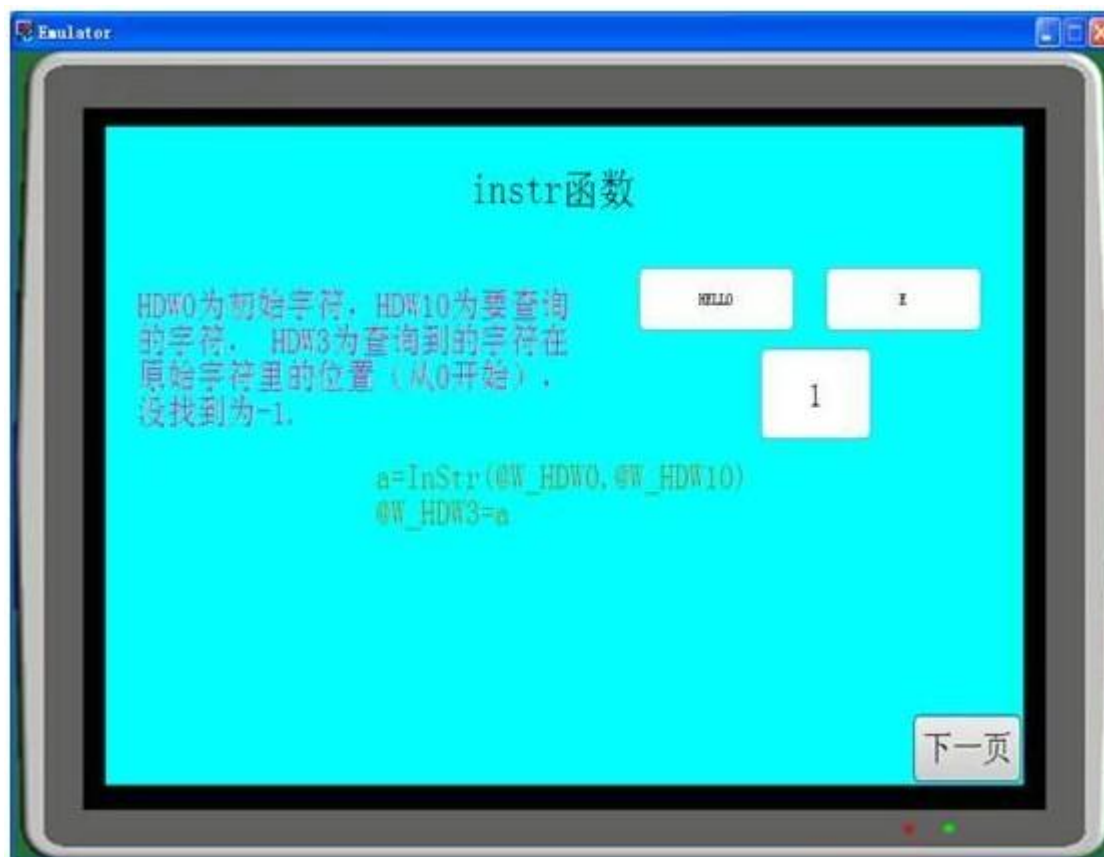 Emulator
instr函数
HDW0为初始字符，HDW10为要查询
的字符， HDW3为查询到的字符在
原始字符里的位置（从0开始），
没找到为-1.
HELLO
E
1
a=InStr(@W_HDW0,@W_HDW10)
@W_HDW3=a
下一页